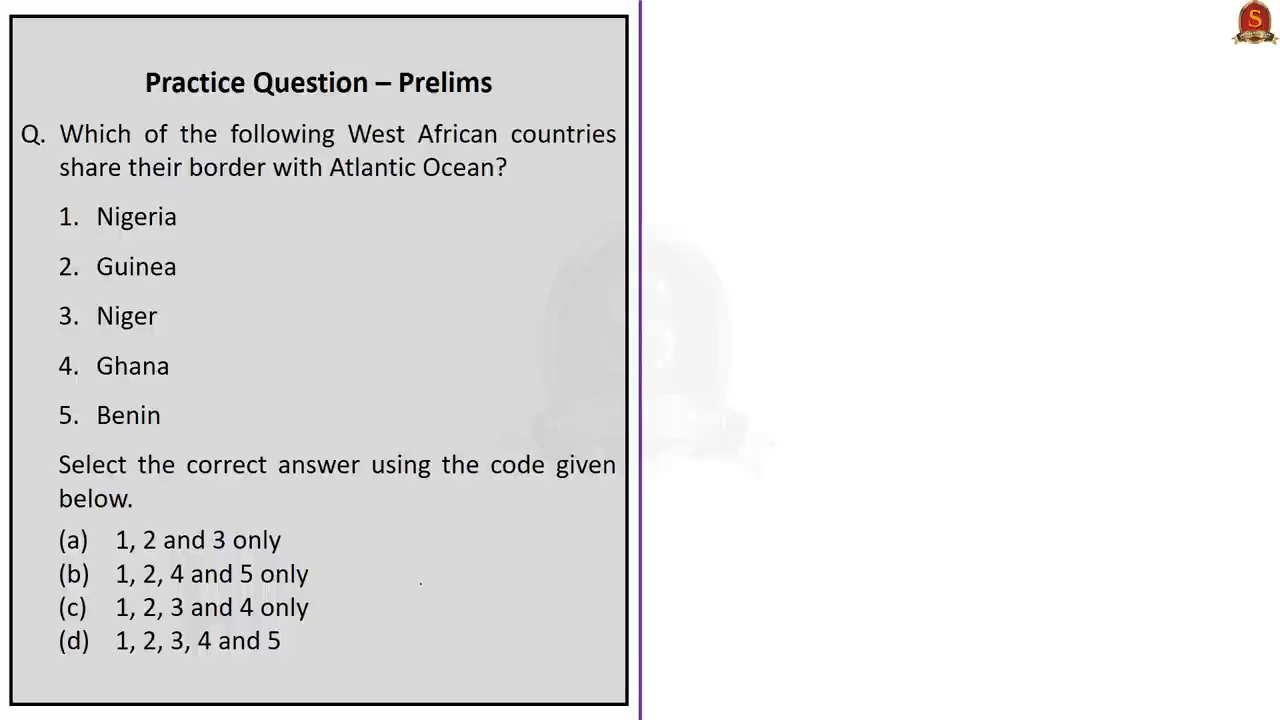 Practice Question – Prelims
Q. Which of the following West African countries
share their border with Atlantic Ocean?
1. Nigeria
2. Guinea
3. Niger
4. Ghana
5. Benin
Select the correct answer using the code given
below.
(a) 1, 2 and 3 only
(b) 1, 2, 4 and 5 only
(c) 1, 2, 3 and 4 only
(d) 1, 2, 3, 4 and 5
S